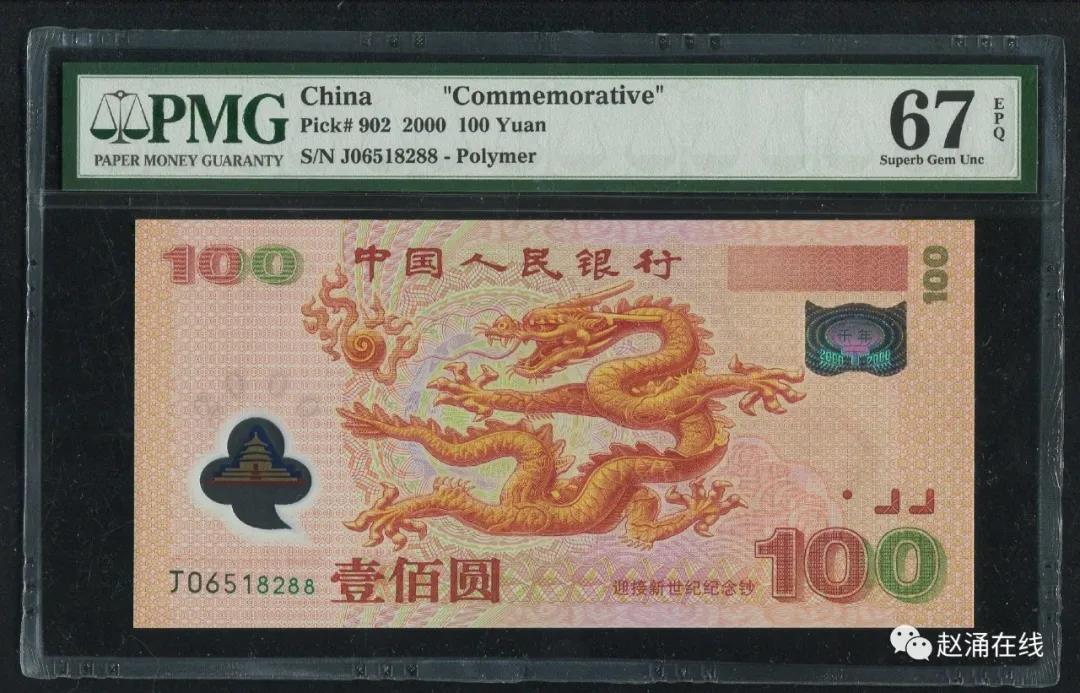 PMG
PAPER MONEY GUARANTY
China "Commemorative"
Pick# 902 2000 100 Yuan
S/N J06518288 - Polymer
67
EPQ
Superb Gem Unc
100
中国人民银行
100
千年
2000 2000
J06518288
壹佰圆
迎接新世纪纪念钞
100
赵涌在线